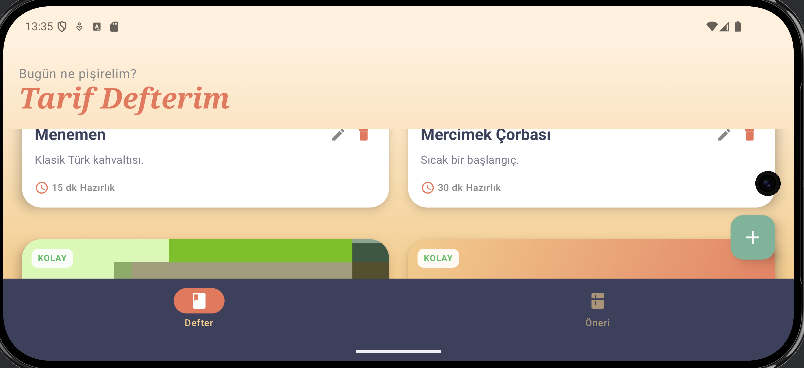 13:35
Bugün ne pişirelim?
Tarif Defterim
Menemen
Klasik Türk kahvaltısı.
15 dk Hazırlık
Mercimek Çorbası
Sıcak bir başlangıç.
30 dk Hazırlık
KOLAY
KOLAY
Defter
Öneri